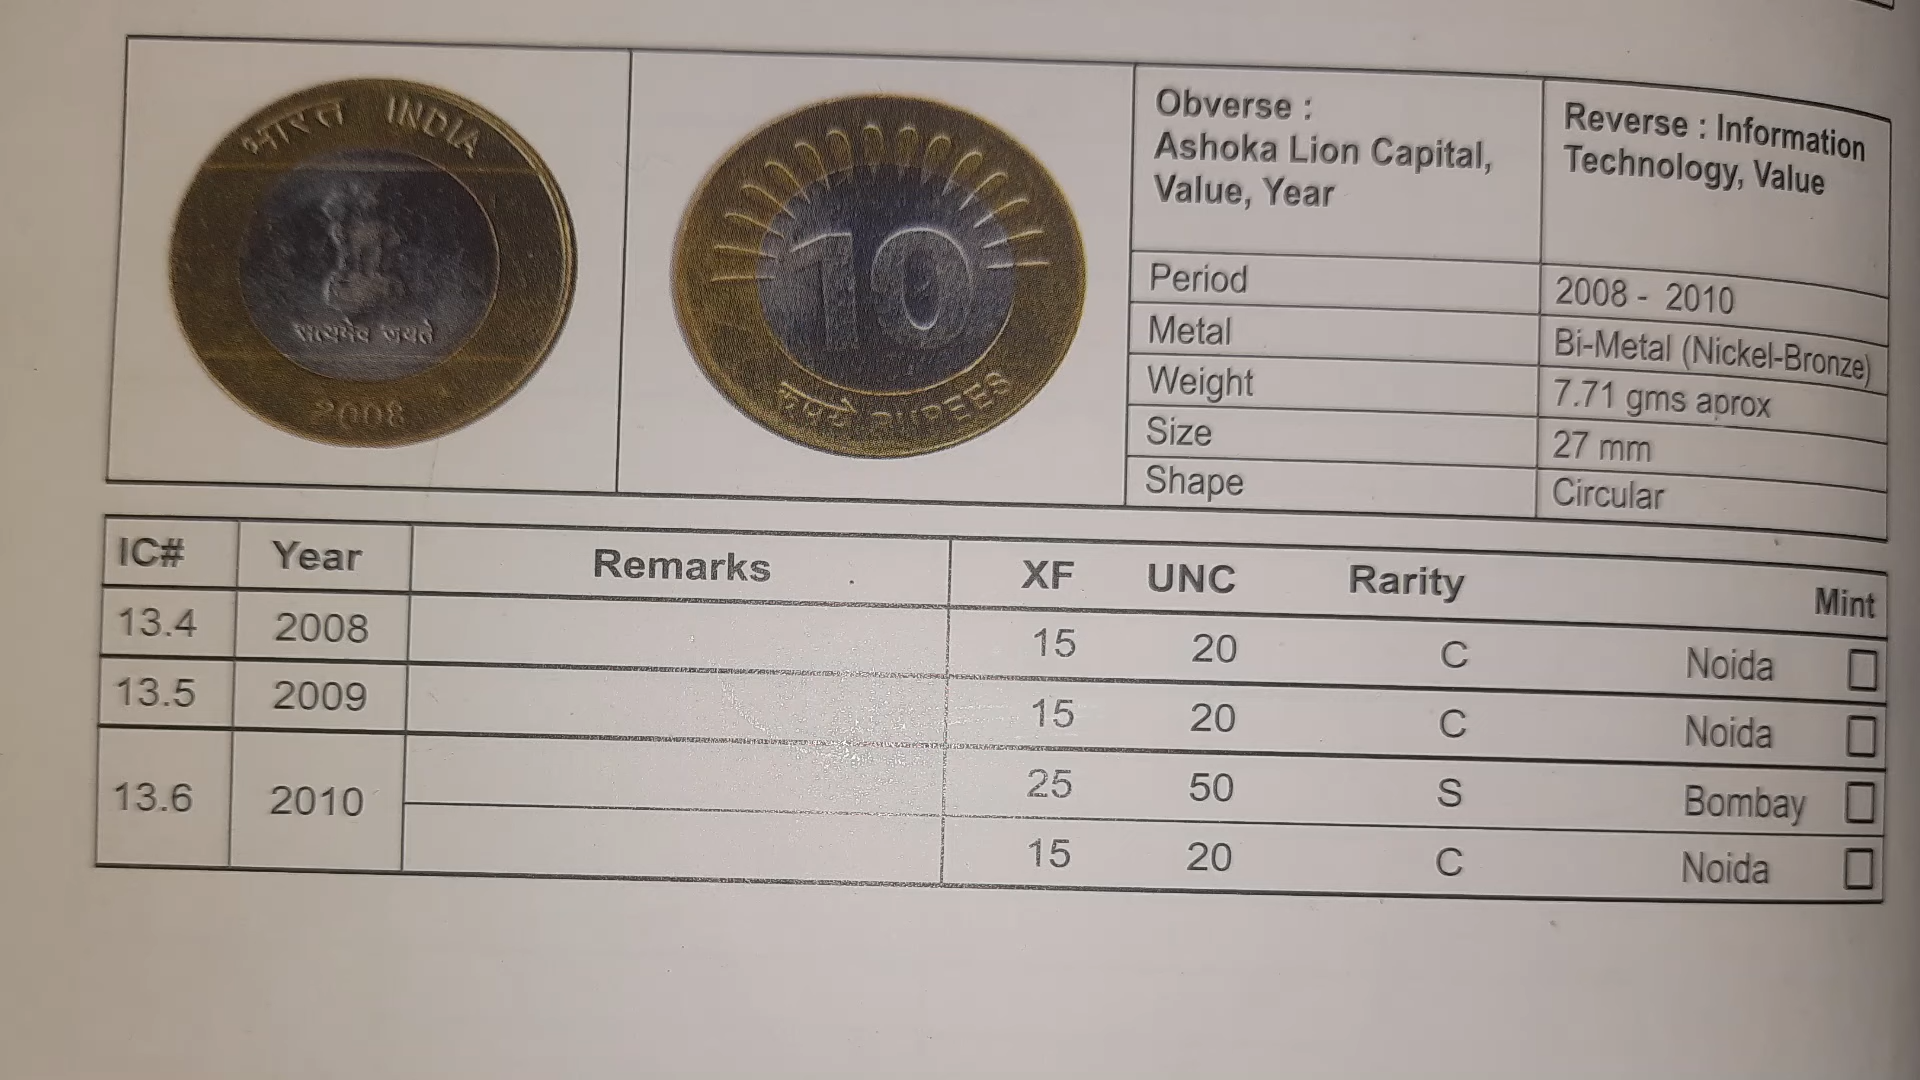 भारत INDIA
सत्यमेव जयते
2008
10
रुपये RUPEES
Obverse :
Ashoka Lion Capital,
Value, Year
Reverse : Information
Technology, Value
Period 2008 - 2010
Metal Bi-Metal (Nickel-Bronze)
Weight 7.71 gms aprox
Size 27 mm
Shape Circular
IC# Year Remarks XF UNC Rarity Mint
13.4 2008 15 20 C Noida
13.5 2009 15 20 C Noida
13.6 2010 25 50 S Bombay
15 20 C Noida